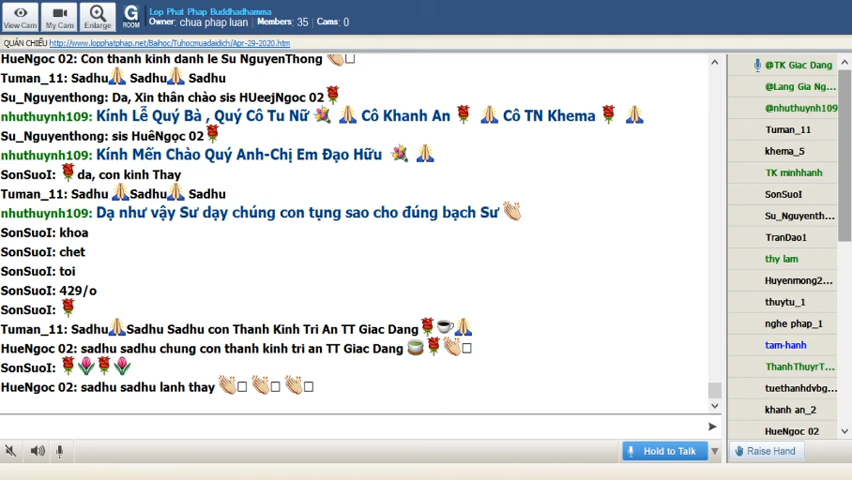 Lop Phat Phap Buddhadhamma
Owner: chua phap luan Members: 35 Cams: 0
View Cam
My Cam
Enlarge
G
ROOM
QUÁN CHIẾU http://www.lopphatphap.net/Baihoc/Tuhocmuadaidich/Apr-29-2020.htm
HueNgoc 02: Con thanh kinh danh le Su NguyenThong
Tuman_11: Sadhu Sadhu Sadhu
Su_Nguyenthong: Da, Xin thân chào sis HUeejNgoc 02
nhuthuynh109: Kính Lễ Quý Bà , Quý Cô Tu Nữ Cô Khanh An Cô TN Khema
Su_Nguyenthong: sis HuêNgọc 02
nhuthuynh109: Kính Mến Chào Quý Anh-Chị Em Đạo Hữu
SonSuoI: da, con kinh Thay
Tuman_11: Sadhu Sadhu Sadhu
nhuthuynh109: Dạ như vậy Sư dạy chúng con tụng sao cho đúng bạch Sư
SonSuoI: khoa
SonSuoI: chet
SonSuoI: toi
SonSuoI: 429/o
SonSuoI:
Tuman_11: Sadhu Sadhu Sadhu con Thanh Kinh Tri An TT Giac Dang
HueNgoc 02: sadhu sadhu chung con thanh kinh tri an TT Giac Dang
SonSuoI:
HueNgoc 02: sadhu sadhu lanh thay
Hold to Talk
@TK Giac Dang
@Lang Gia Ng...
@nhuthuynh109
Tuman_11
khema_5
TK minhhanh
SonSuoI
Su_Nguyenth...
TranDao1
thy lam
Huyenmong2...
thuytu_1
nghe phap_1
tam-hanh
ThanhThuyrT...
tuethanhdvbg...
khanh an_2
HueNgoc 02
Raise Hand